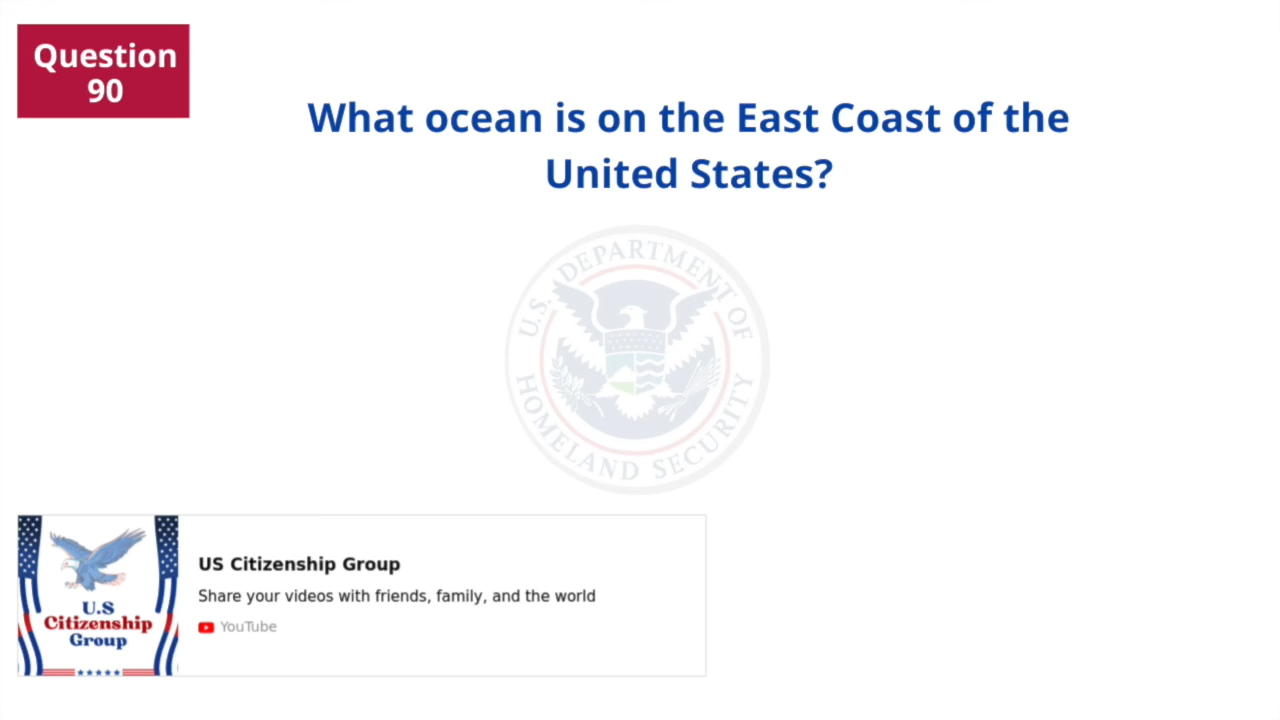 Question
90
What ocean is on the East Coast of the
United States?
U.S. DEPARTMENT OF
HOMELAND SECURITY
US Citizenship Group
Share your videos with friends, family, and the world
YouTube
U.S
Citizenship
Group